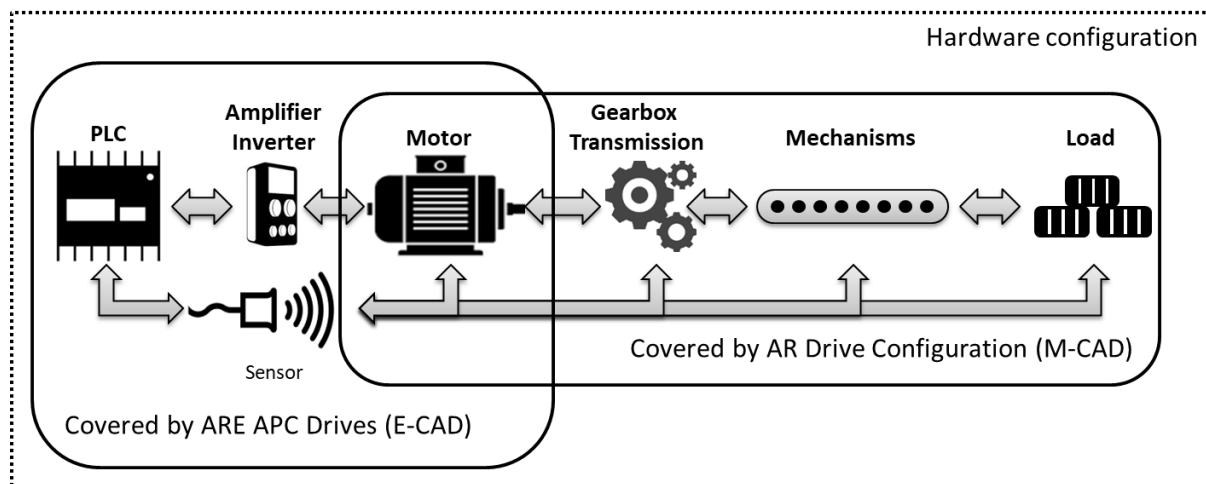 Hardware configuration
PLC
Amplifier
Inverter
Motor
Gearbox
Transmission
Mechanisms
Load
Sensor
Covered by AR Drive Configuration (M-CAD)
Covered by ARE APC Drives (E-CAD)